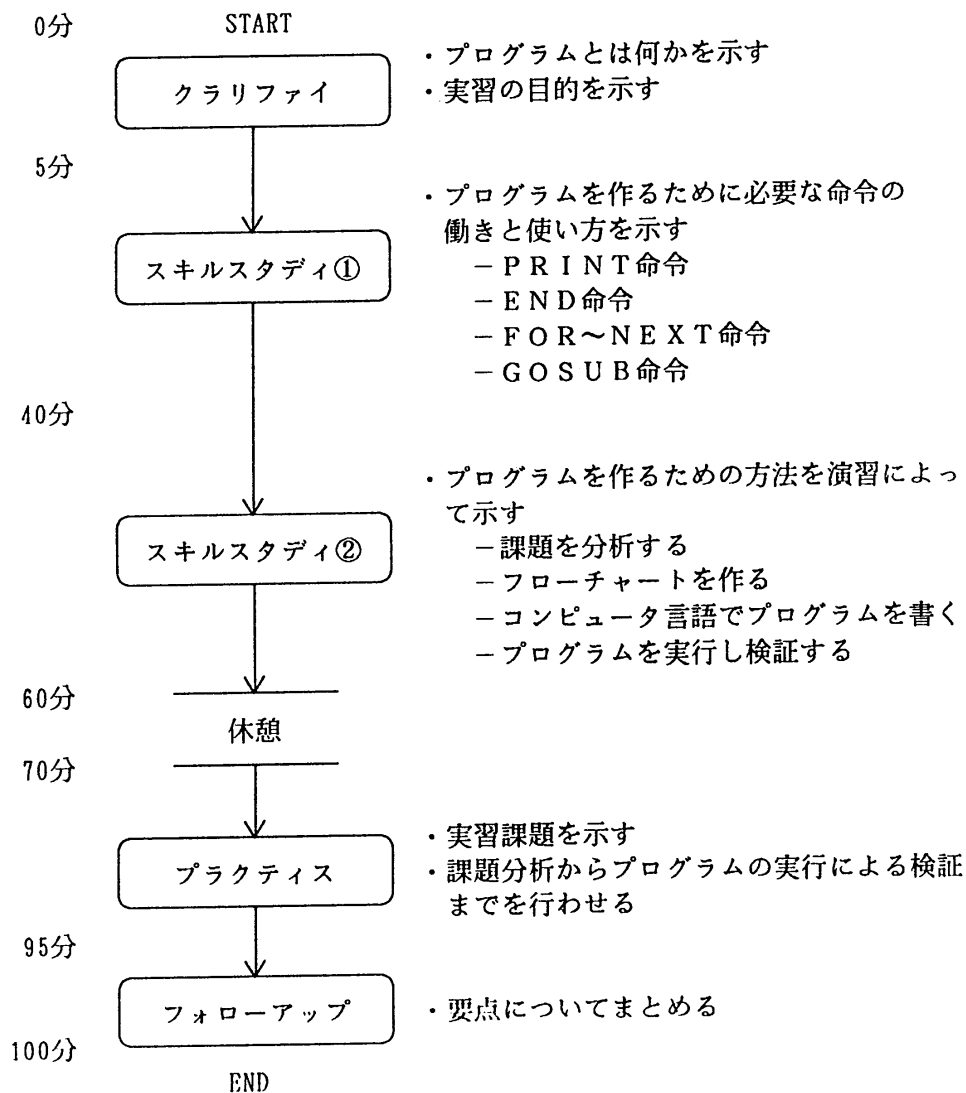 0分
START
クラリファイ
・プログラムとは何かを示す
・実習の目的を示す
5分
スキルスタディ①
・プログラムを作るために必要な命令の
働きと使い方を示す
－ＰＲＩＮＴ命令
－ＥＮＤ命令
－ＦＯＲ～ＮＥＸＴ命令
－ＧＯＳＵＢ命令
40分
スキルスタディ②
・プログラムを作るための方法を演習によっ
て示す
－課題を分析する
－フローチャートを作る
－コンピュータ言語でプログラムを書く
－プログラムを実行し検証する
60分
休憩
70分
プラクティス
・実習課題を示す
・課題分析からプログラムの実行による検証
までを行わせる
95分
フォローアップ
・要点についてまとめる
100分
END